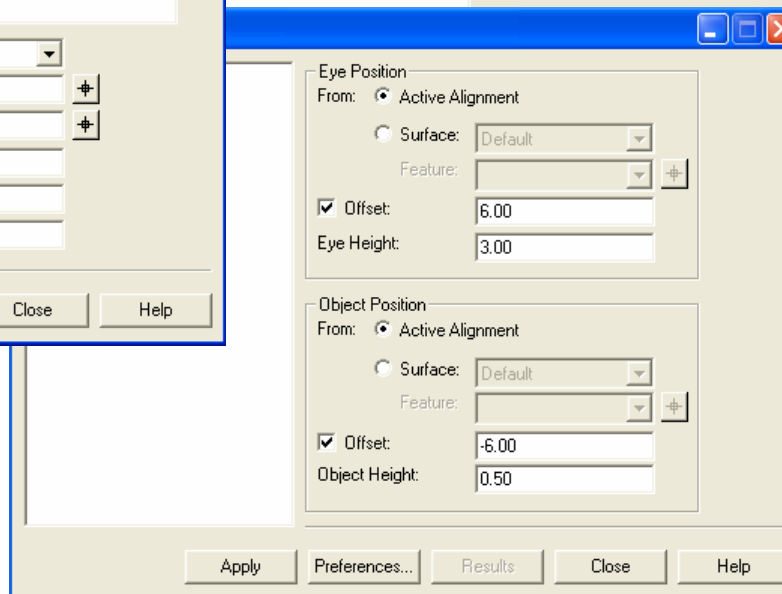 Close Help
Eye Position
From: Active Alignment
Surface: Default
Feature:
Offset: 6.00
Eye Height: 3.00
Object Position
From: Active Alignment
Surface: Default
Feature:
Offset: -6.00
Object Height: 0.50
Apply Preferences... Results Close Help